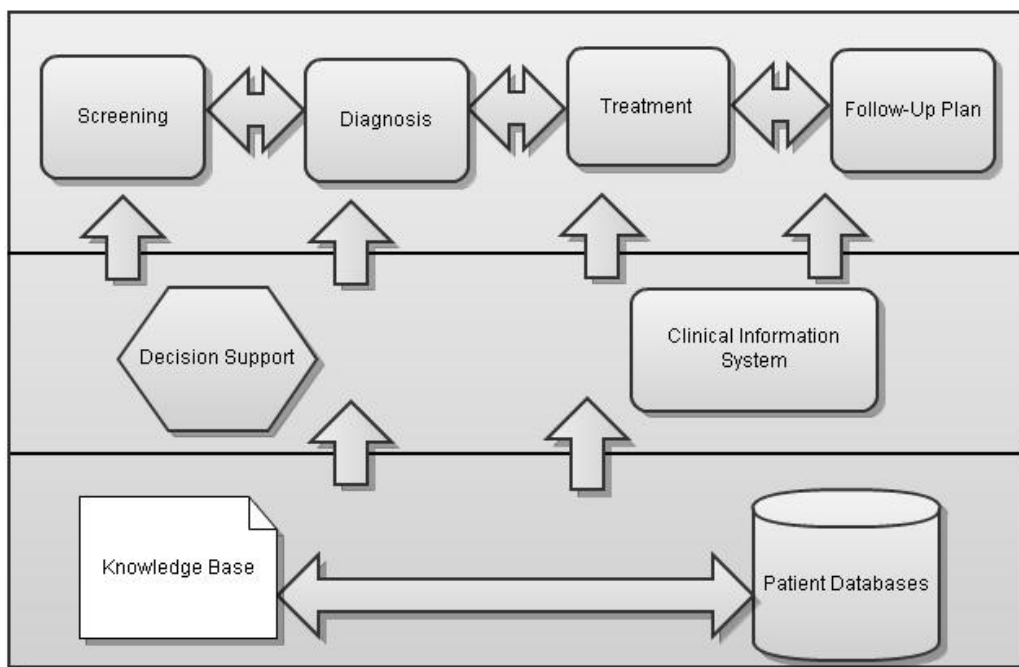 Screening
Diagnosis
Treatment
Follow-Up Plan
Decision Support
Clinical Information
System
Knowledge Base
Patient Databases